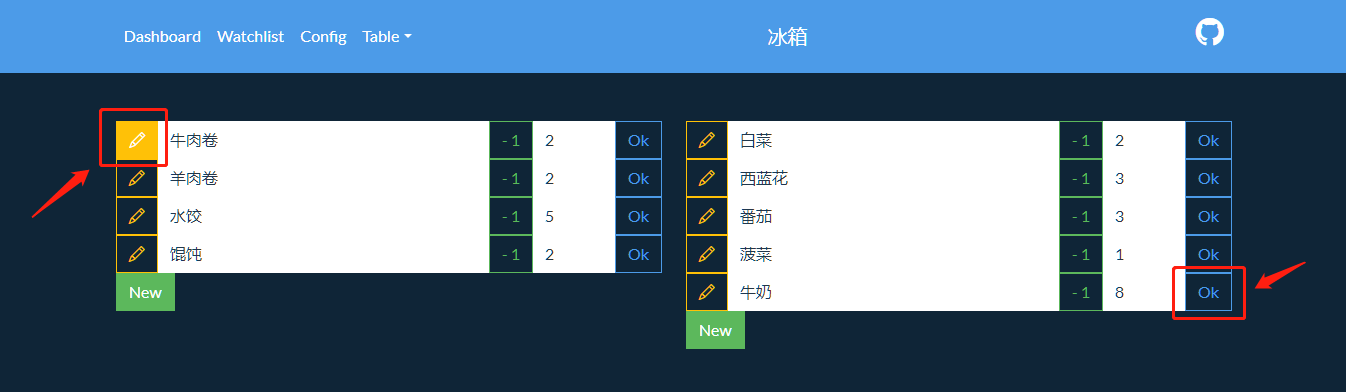 Dashboard Watchlist Config Table 冰箱
牛肉卷 - 1 2 Ok
羊肉卷 - 1 2 Ok
水饺 - 1 5 Ok
馄饨 - 1 2 Ok
New
白菜 - 1 2 Ok
西蓝花 - 1 3 Ok
番茄 - 1 3 Ok
菠菜 - 1 1 Ok
牛奶 - 1 8 Ok
New